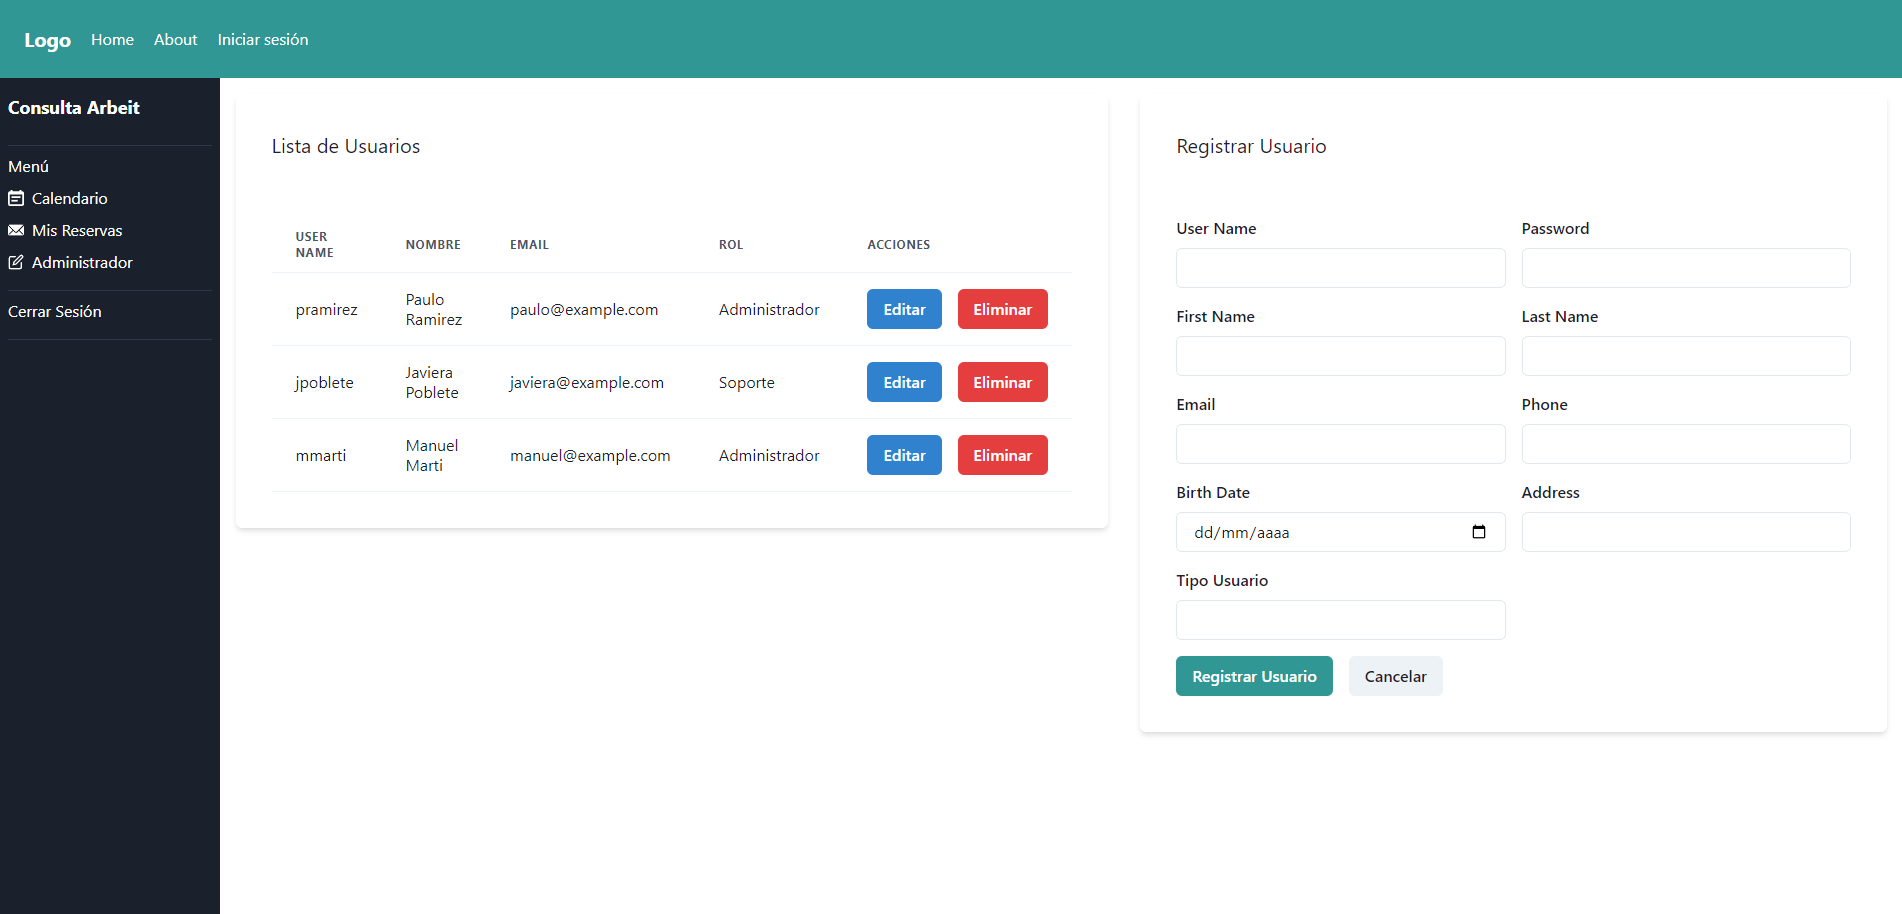 Logo Home About Iniciar sesión
Consulta Arbeit
Menú
Calendario
Mis Reservas
Administrador
Cerrar Sesión
Lista de Usuarios
USER NAME NOMBRE EMAIL ROL ACCIONES
pramirez Paulo Ramirez paulo@example.com Administrador Editar Eliminar
jpoblete Javiera Poblete javiera@example.com Soporte Editar Eliminar
mmarti Manuel Marti manuel@example.com Administrador Editar Eliminar
Registrar Usuario
User Name Password
First Name Last Name
Email Phone
Birth Date Address
dd/mm/aaaa
Tipo Usuario
Registrar Usuario Cancelar